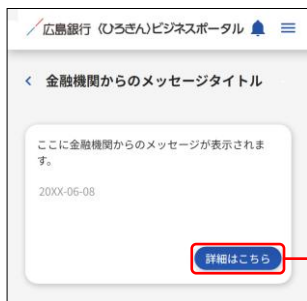 広島銀行〈ひろぎん〉ビジネスポータル
金融機関からのメッセージタイトル
ここに金融機関からのメッセージが表示されま
す。
20XX-06-08
詳細はこちら